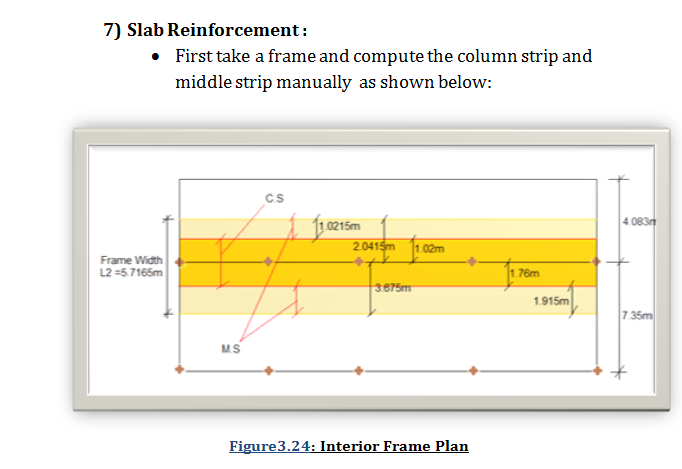 7) Slab Reinforcement :
• First take a frame and compute the column strip and
middle strip manually as shown below:
C.S
1.0215m
4.083m
2.0415m
1.02m
Frame Width
L2 =5.7165m
1.76m
3.675m
1.915m
7.35m
M.S
Figure3.24: Interior Frame Plan